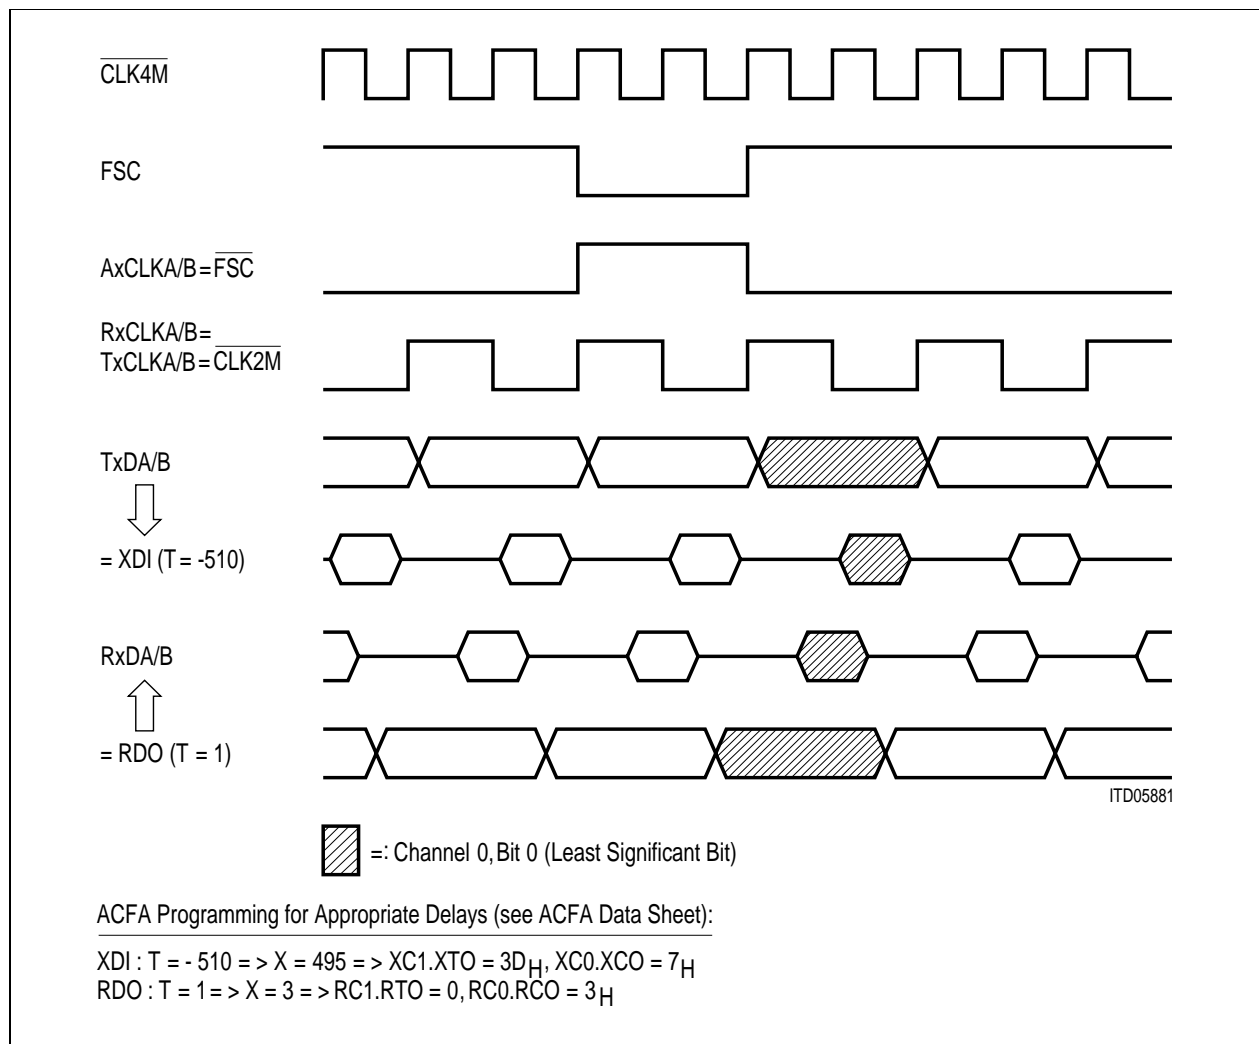 CLK4M
FSC
AxCLKA/B=FSC
RxCLKA/B=
TxCLKA/B=CLK2M
TxDA/B
= XDI (T = -510)
RxDA/B
= RDO (T = 1)
ITD05881
=: Channel 0, Bit 0 (Least Significant Bit)
ACFA Programming for Appropriate Delays (see ACFA Data Sheet):
XDI : T = - 510 = > X = 495 = > XC1.XTO = 3DH, XC0.XCO = 7H
RDO : T = 1 = > X = 3 = > RC1.RTO = 0, RC0.RCO = 3H